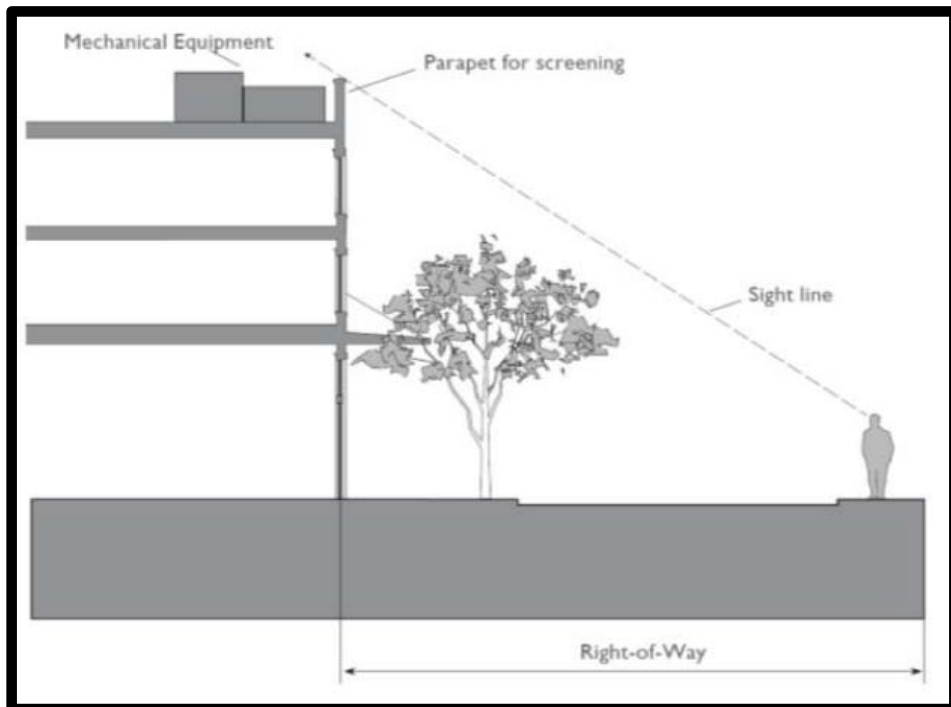 Mechanical Equipment
Parapet for screening
Sight line
Right-of-Way